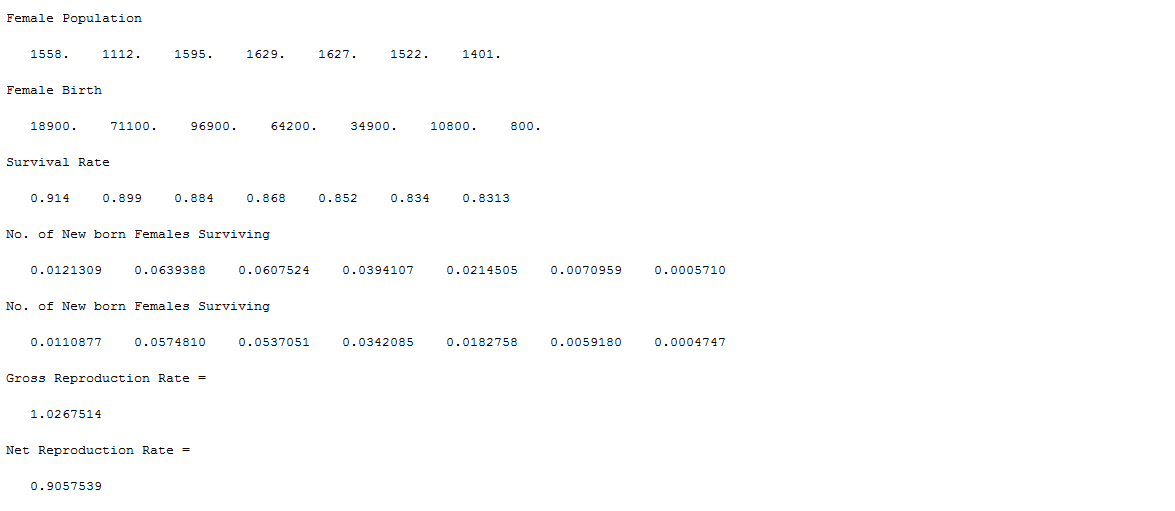 Female Population
1558. 1112. 1595. 1629. 1627. 1522. 1401.
Female Birth
18900. 71100. 96900. 64200. 34900. 10800. 800.
Survival Rate
0.914 0.899 0.884 0.868 0.852 0.834 0.8313
No. of New born Females Surviving
0.0121309 0.0639388 0.0607524 0.0394107 0.0214505 0.0070959 0.0005710
No. of New born Females Surviving
0.0110877 0.0574810 0.0537051 0.0342085 0.0182758 0.0059180 0.0004747
Gross Reproduction Rate =
1.0267514
Net Reproduction Rate =
0.9057539